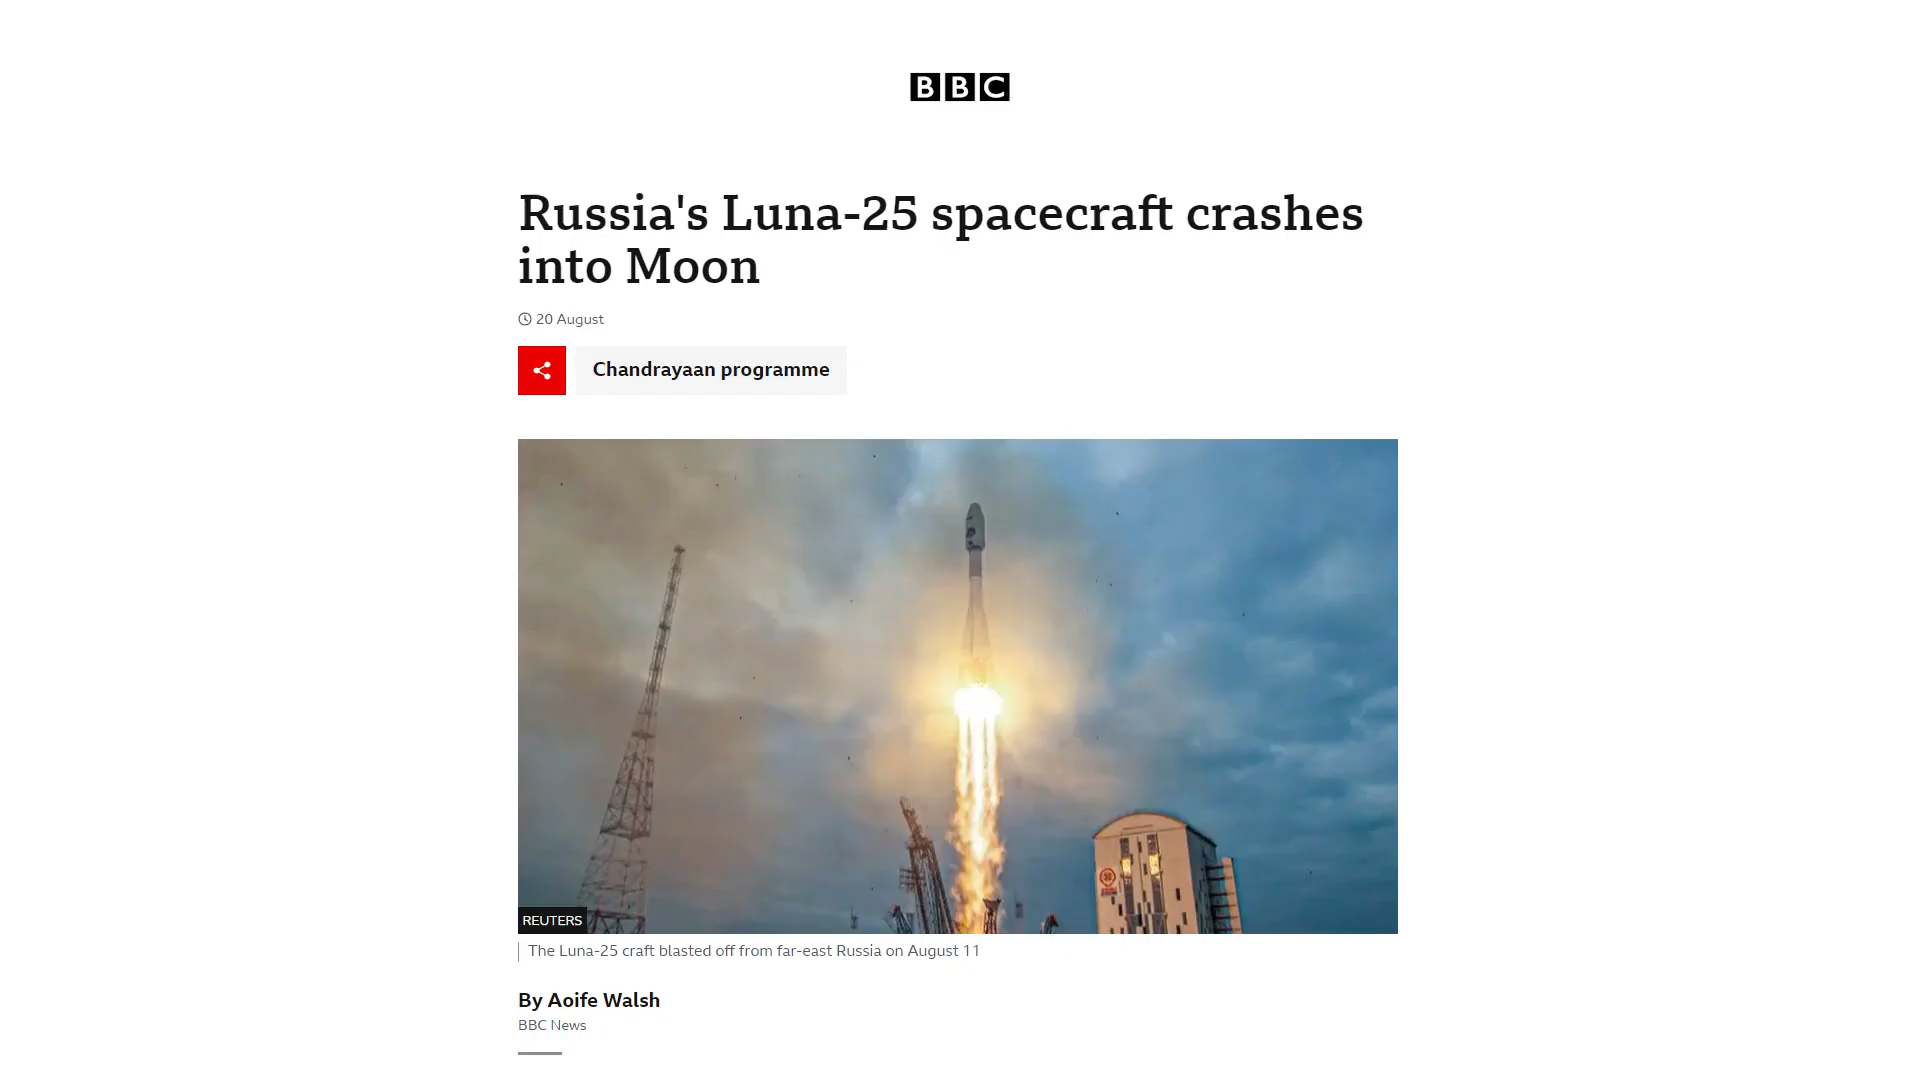 BBC
Russia's Luna-25 spacecraft crashes
into Moon
20 August
Chandrayaan programme
REUTERS
The Luna-25 craft blasted off from far-east Russia on August 11
By Aoife Walsh
BBC News